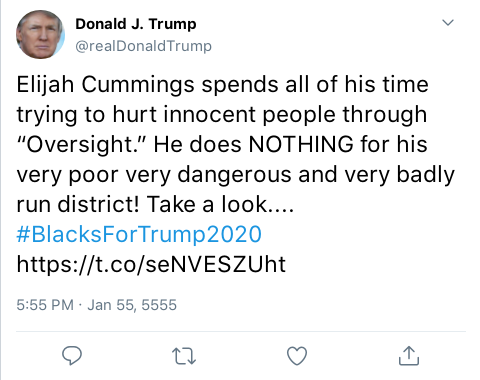 Donald J. Trump
@realDonaldTrump
Elijah Cummings spends all of his time
trying to hurt innocent people through
“Oversight.” He does NOTHING for his
very poor very dangerous and very badly
run district! Take a look....
#BlacksForTrump2020
https://t.co/seNVESZUht
5:55 PM · Jan 55, 5555